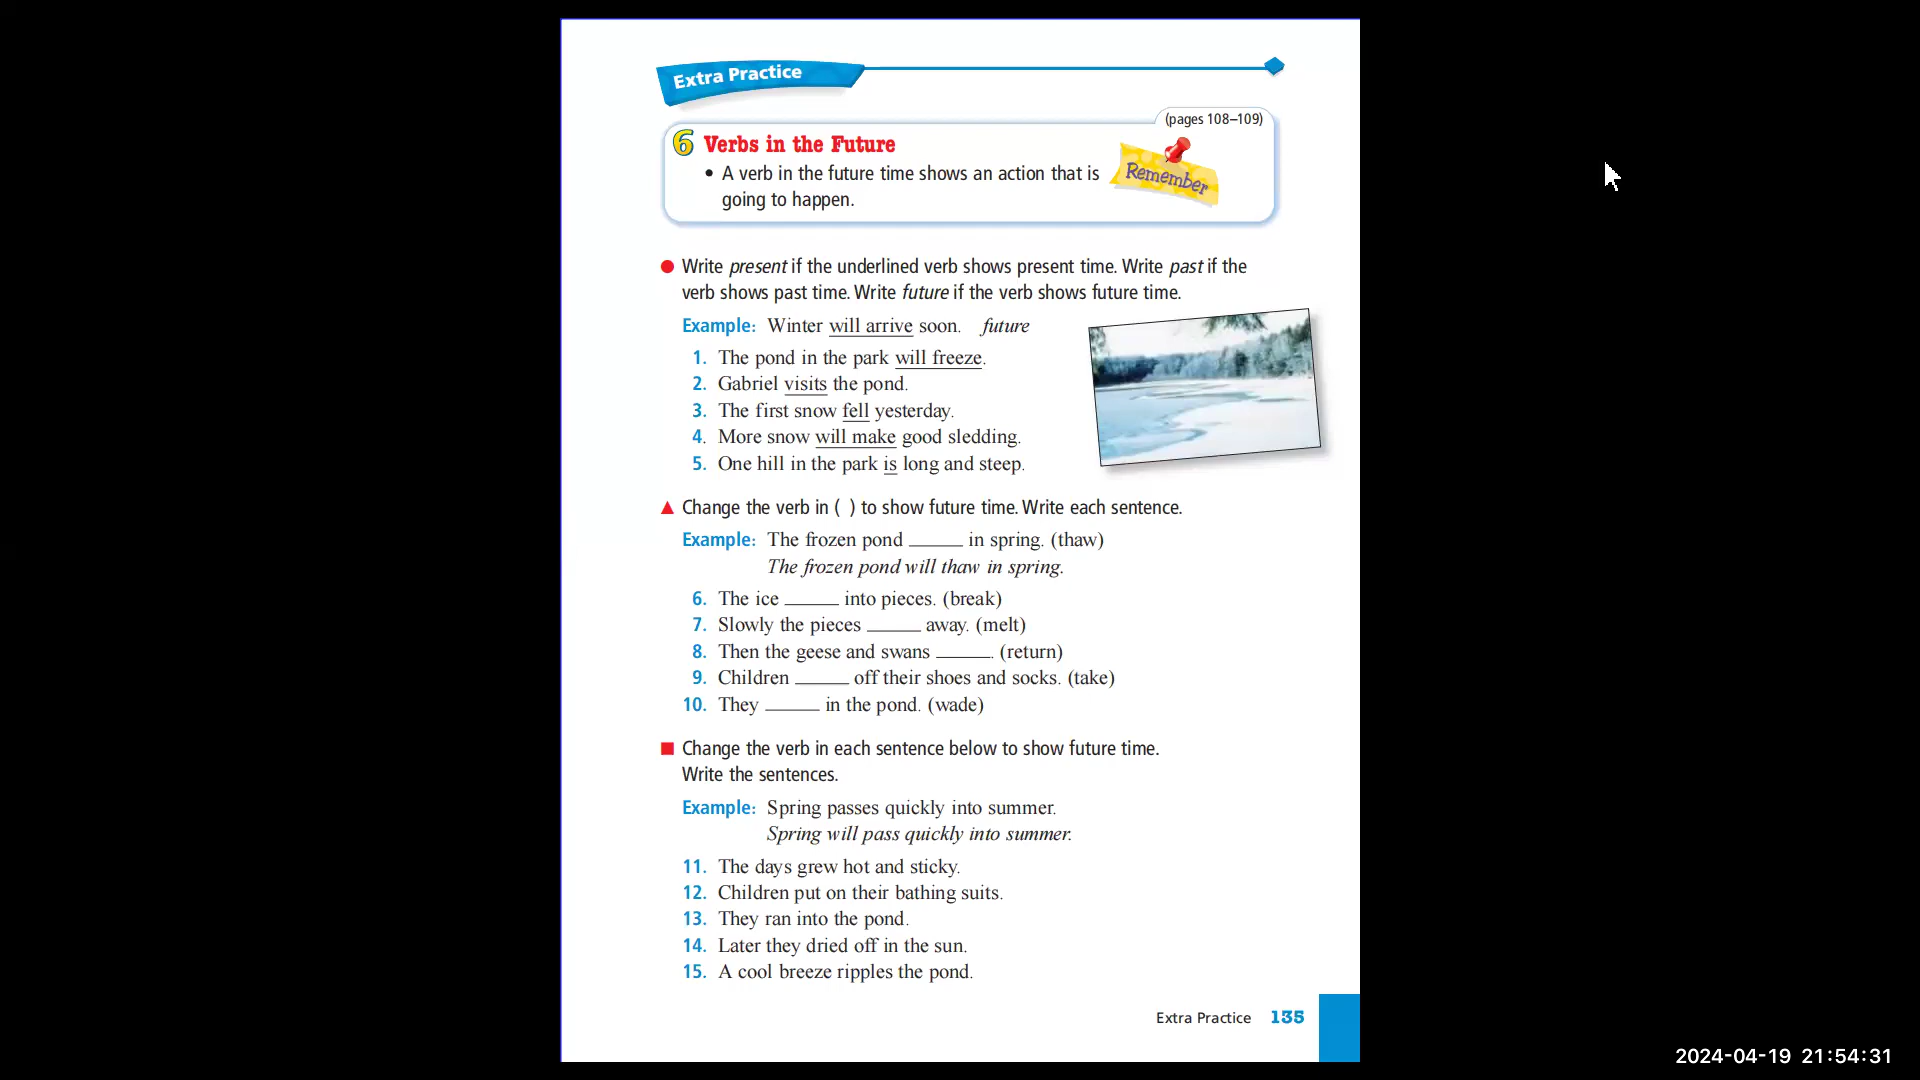 Extra Practice
(pages 108–109)
6 Verbs in the Future
• A verb in the future time shows an action that is
going to happen.
Remember
● Write present if the underlined verb shows present time. Write past if the
verb shows past time. Write future if the verb shows future time.
Example: Winter will arrive soon. future
1. The pond in the park will freeze.
2. Gabriel visits the pond.
3. The first snow fell yesterday.
4. More snow will make good sledding.
5. One hill in the park is long and steep.
▲ Change the verb in ( ) to show future time. Write each sentence.
Example: The frozen pond _____ in spring. (thaw)
The frozen pond will thaw in spring.
6. The ice _____ into pieces. (break)
7. Slowly the pieces _____ away. (melt)
8. Then the geese and swans _____. (return)
9. Children _____ off their shoes and socks. (take)
10. They _____ in the pond. (wade)
■ Change the verb in each sentence below to show future time.
Write the sentences.
Example: Spring passes quickly into summer.
Spring will pass quickly into summer.
11. The days grew hot and sticky.
12. Children put on their bathing suits.
13. They ran into the pond.
14. Later they dried off in the sun.
15. A cool breeze ripples the pond.
Extra Practice 135
2024-04-19 21:54:31